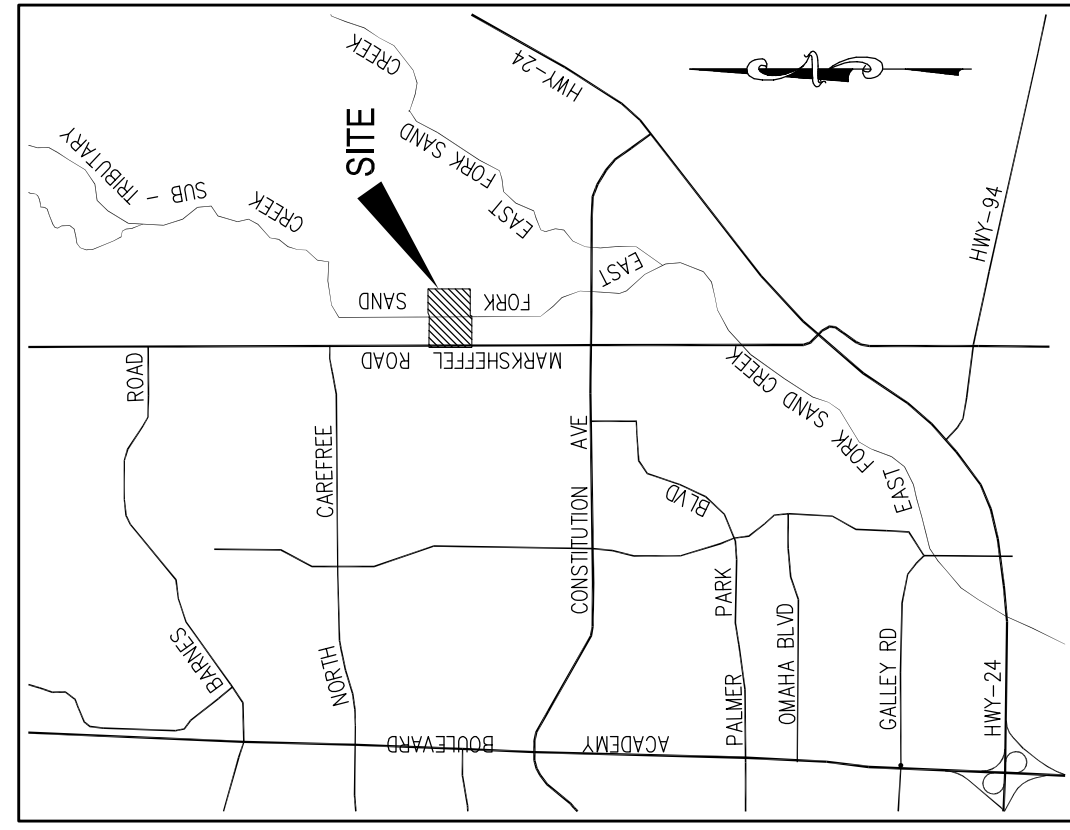 CREEK
HWY-24
EAST FORK SAND
SITE
SUB - TRIBUTARY
CREEK
HWY-94
EAST
SAND
FORK
MARKSHEFFEL ROAD
ROAD
EAST FORK SAND CREEK
CAREFREE
CONSTITUTION AVE
BLVD
PARK
BARNES
NORTH
PALMER
OMAHA BLVD
GALLEY RD
HWY-24
ACADEMY BOULEVARD
N